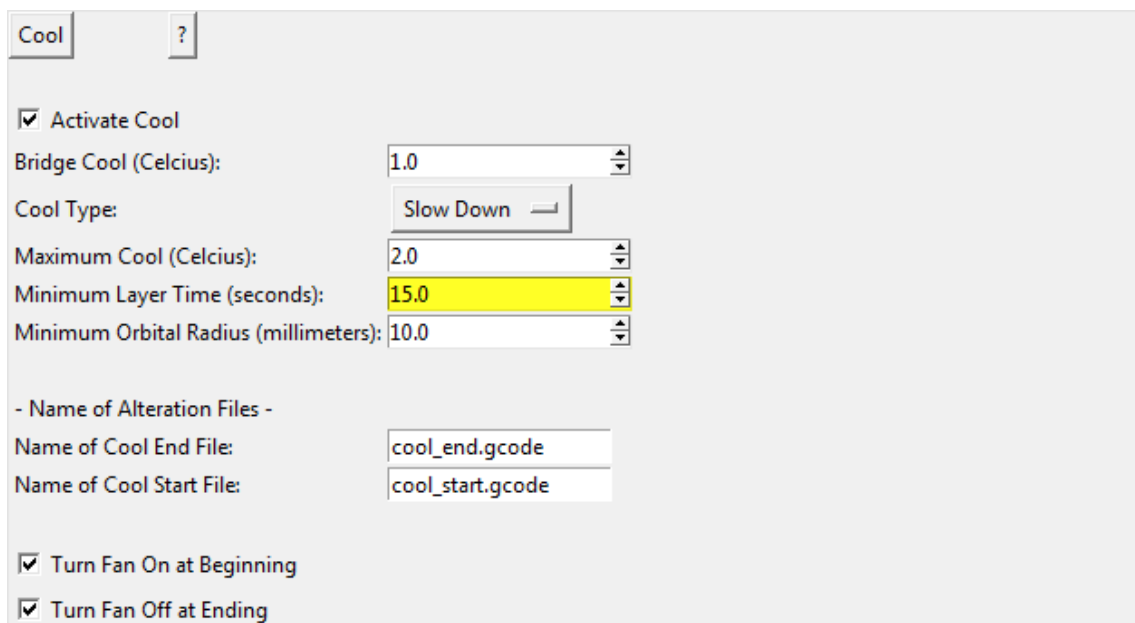 Cool ?
Activate Cool
Bridge Cool (Celcius): 1.0
Cool Type: Slow Down
Maximum Cool (Celcius): 2.0
Minimum Layer Time (seconds): 15.0
Minimum Orbital Radius (millimeters): 10.0
- Name of Alteration Files -
Name of Cool End File: cool_end.gcode
Name of Cool Start File: cool_start.gcode
Turn Fan On at Beginning
Turn Fan Off at Ending